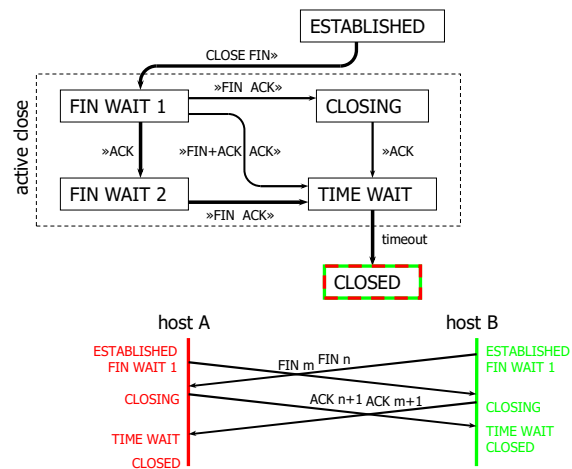 ESTABLISHED
CLOSE FIN»
active close
FIN WAIT 1
»FIN ACK»
CLOSING
»ACK
»FIN+ACK ACK»
»ACK
FIN WAIT 2
»FIN ACK»
TIME WAIT
timeout
CLOSED
host A
host B
ESTABLISHED
FIN WAIT 1
FIN m
FIN n
ESTABLISHED
FIN WAIT 1
CLOSING
ACK n+1
ACK m+1
CLOSING
TIME WAIT
TIME WAIT
CLOSED
CLOSED